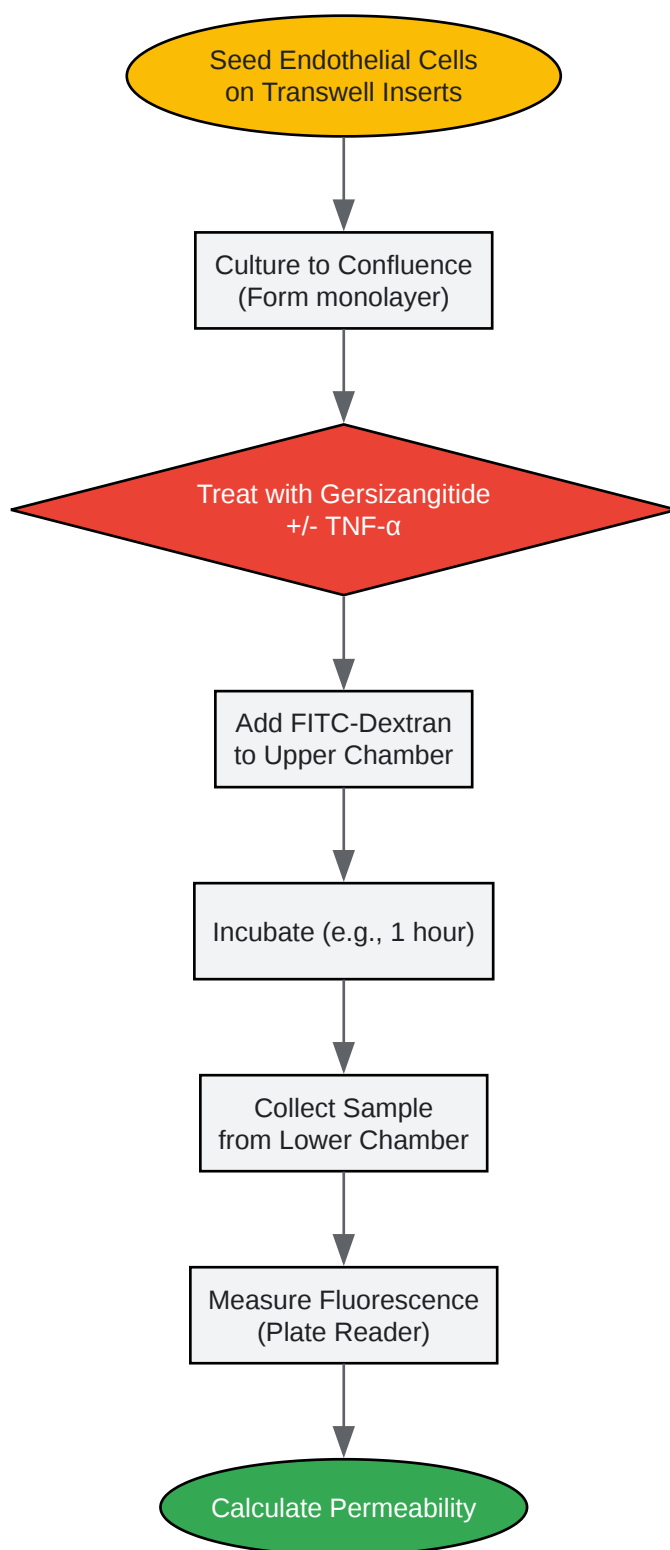 Seed Endothelial Cells
on Transwell Inserts
Culture to Confluence
(Form monolayer)
Treat with Gersizangitide
+/- TNF-α
Add FITC-Dextran
to Upper Chamber
Incubate (e.g., 1 hour)
Collect Sample
from Lower Chamber
Measure Fluorescence
(Plate Reader)
Calculate Permeability